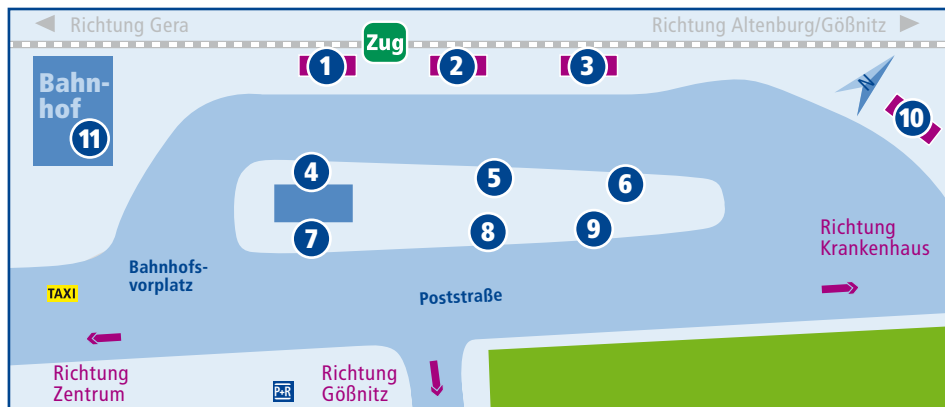 Richtung Gera
Richtung Altenburg/Gößnitz
Zug
1
2
3
N
10
Bahn-
hof
11
4
5
6
7
8
9
Richtung
Krankenhaus
Bahnhofs-
vorplatz
TAXI
Poststraße
Richtung
Zentrum
P+R
Richtung
Gößnitz